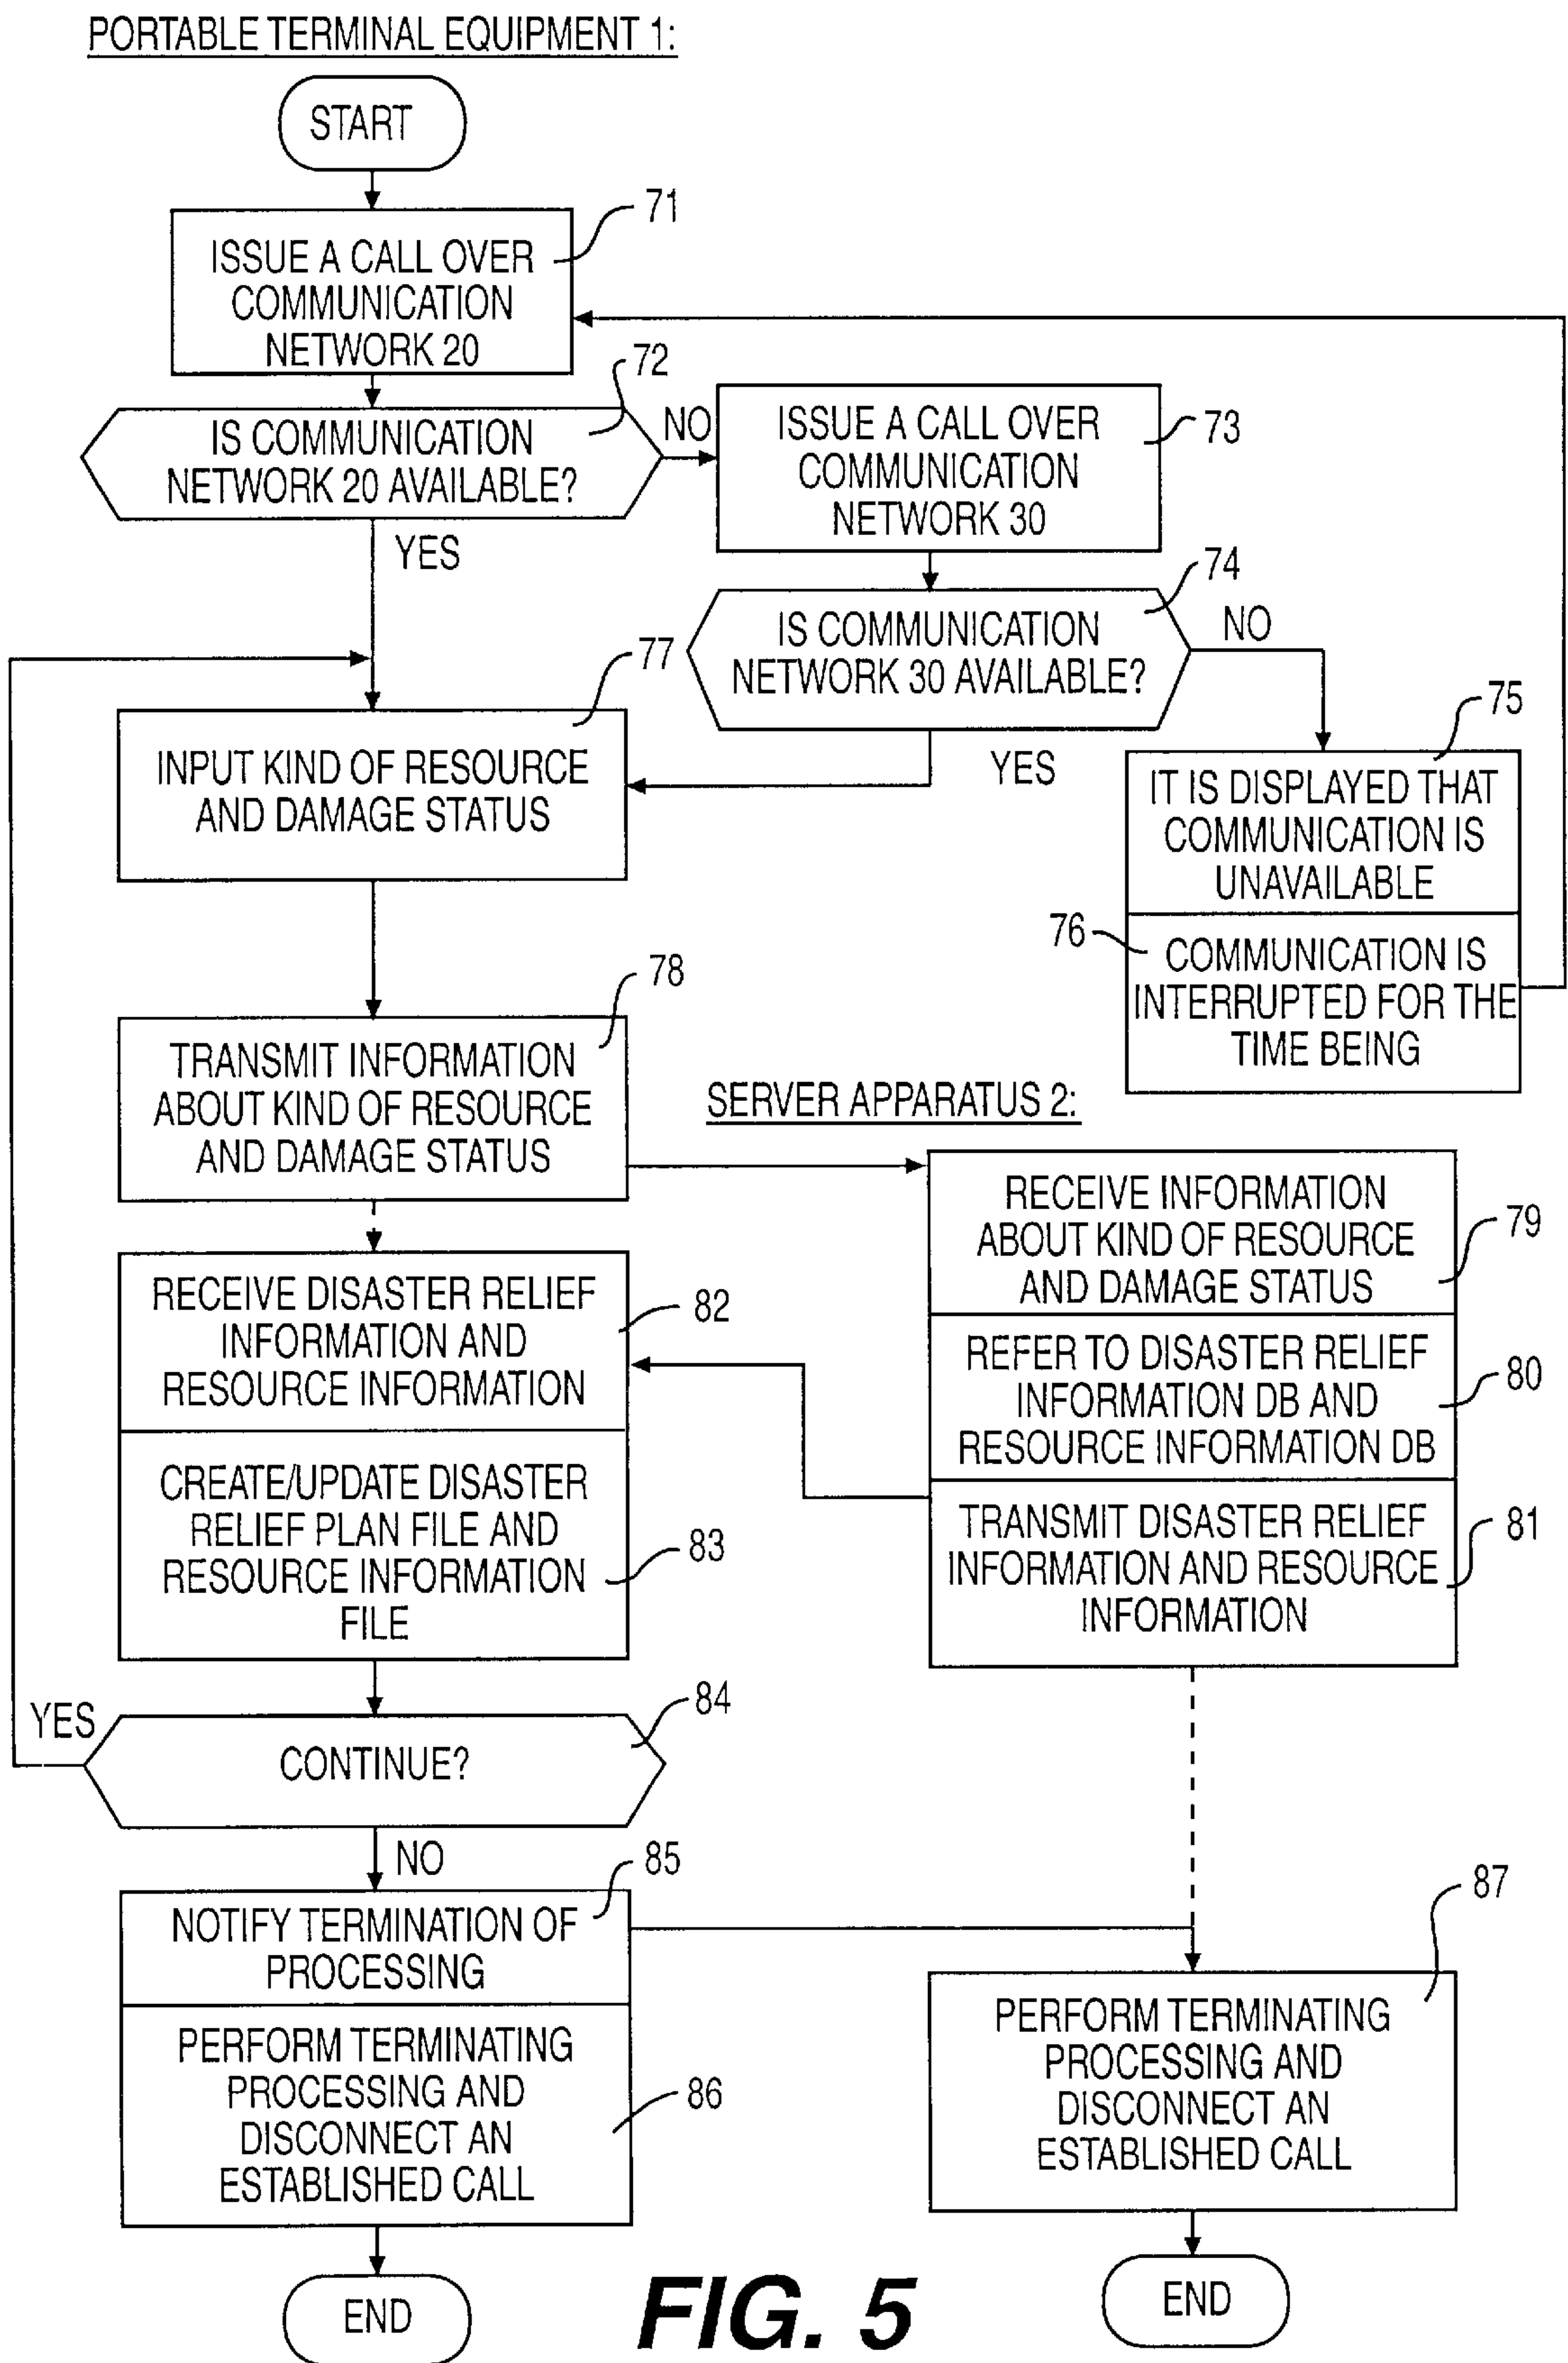 PORTABLE TERMINAL EQUIPMENT 1:
START
71
ISSUE A CALL OVER
COMMUNICATION
NETWORK 20
72
IS COMMUNICATION
NETWORK 20 AVAILABLE?
NO
YES
73
ISSUE A CALL OVER
COMMUNICATION
NETWORK 30
74
IS COMMUNICATION
NETWORK 30 AVAILABLE?
NO
YES
75
IT IS DISPLAYED THAT
COMMUNICATION IS
UNAVAILABLE
76
COMMUNICATION IS
INTERRUPTED FOR THE
TIME BEING
77
INPUT KIND OF RESOURCE
AND DAMAGE STATUS
78
TRANSMIT INFORMATION
ABOUT KIND OF RESOURCE
AND DAMAGE STATUS
SERVER APPARATUS 2:
RECEIVE INFORMATION
ABOUT KIND OF RESOURCE
AND DAMAGE STATUS
79
REFER TO DISASTER RELIEF
INFORMATION DB AND
RESOURCE INFORMATION DB
80
TRANSMIT DISASTER RELIEF
INFORMATION AND RESOURCE
INFORMATION
81
RECEIVE DISASTER RELIEF
INFORMATION AND
RESOURCE INFORMATION
82
CREATE/UPDATE DISASTER
RELIEF PLAN FILE AND
RESOURCE INFORMATION
FILE
83
84
YES
CONTINUE?
NO
85
NOTIFY TERMINATION OF
PROCESSING
PERFORM TERMINATING
PROCESSING AND
DISCONNECT AN
ESTABLISHED CALL
86
87
PERFORM TERMINATING
PROCESSING AND
DISCONNECT AN
ESTABLISHED CALL
END
END
FIG. 5